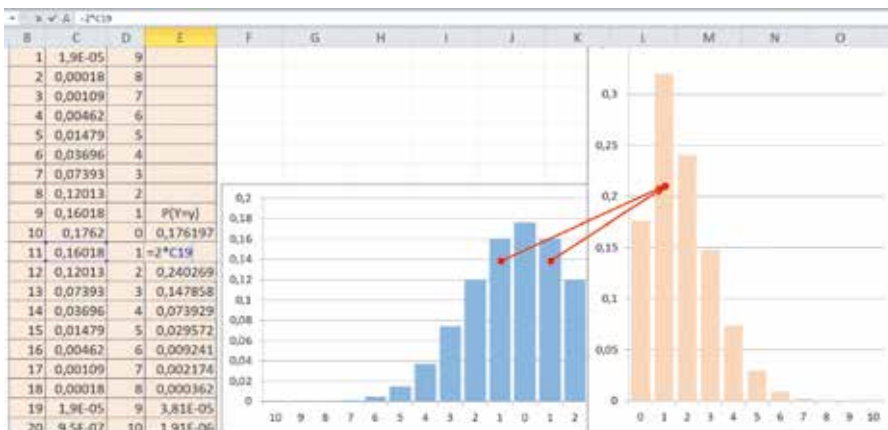 =2*C19
B C D E F G H I J K L M N O
1 1,9E-05 9
2 0,00018 8
3 0,00109 7
4 0,00462 6
5 0,01479 5
6 0,03696 4
7 0,07393 3
8 0,12013 2
9 0,16018 1 P(Y=y)
10 0,1762 0 0,176197
11 0,16018 1 =2*C19
12 0,12013 2 0,240269
13 0,07393 3 0,147858
14 0,03696 4 0,073929
15 0,01479 5 0,029572
16 0,00462 6 0,009241
17 0,00109 7 0,002174
18 0,00018 8 0,000362
19 1,9E-05 9 3,81E-05
20 9,5E-07 10 1,91E-06
0,2
0,18
0,16
0,14
0,12
0,1
0,08
0,06
0,04
0,02
0
10 9 8 7 6 5 4 3 2 1 0 1 2
0,3
0,25
0,2
0,15
0,1
0,05
0
0 1 2 3 4 5 6 7 8 9 10